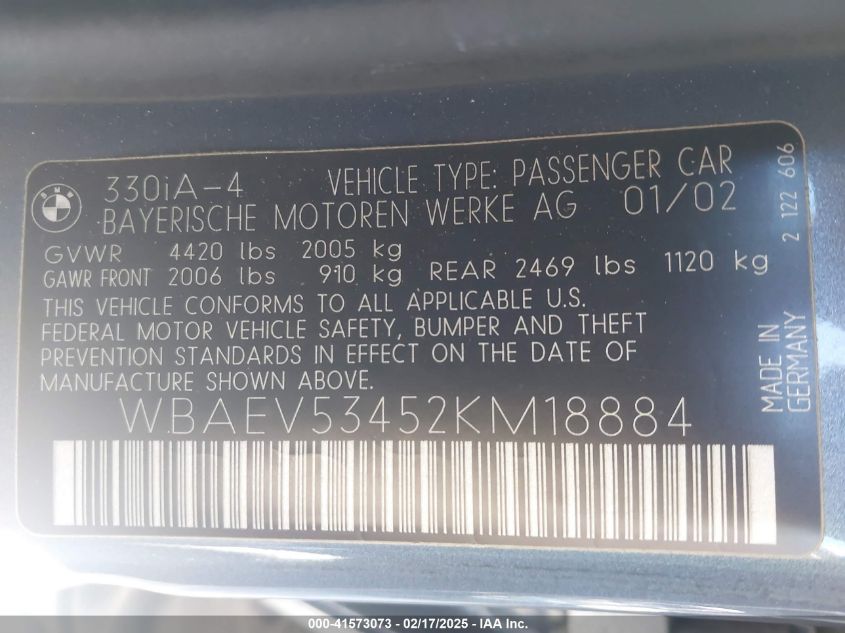 BMW
330iA-4 VEHICLE TYPE: PASSENGER CAR
BAYERISCHE MOTOREN WERKE AG 01/02
GVWR 4420 lbs 2005 kg
GAWR FRONT 2006 lbs 910 kg REAR 2469 lbs 1120 kg
THIS VEHICLE CONFORMS TO ALL APPLICABLE U.S.
FEDERAL MOTOR VEHICLE SAFETY, BUMPER AND THEFT
PREVENTION STANDARDS IN EFFECT ON THE DATE OF
MANUFACTURE SHOWN ABOVE.
WBAEV53452KM18884
2 122 606
MADE IN
GERMANY
000-41573073 - 02/17/2025 - IAA Inc.